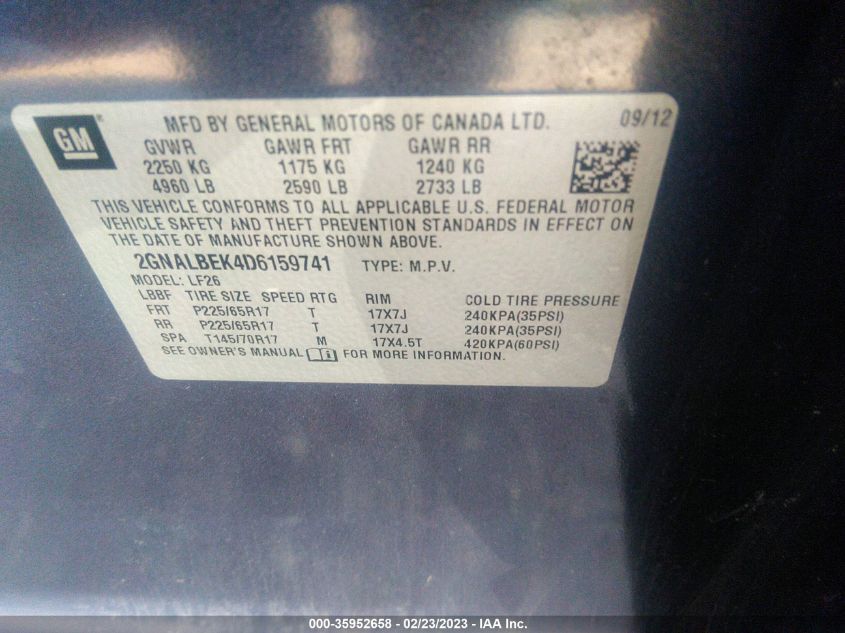 GM
MFD BY GENERAL MOTORS OF CANADA LTD. 09/12
GVWR GAWR FRT GAWR RR
2250 KG 1175 KG 1240 KG
4960 LB 2590 LB 2733 LB
THIS VEHICLE CONFORMS TO ALL APPLICABLE U.S. FEDERAL MOTOR
VEHICLE SAFETY AND THEFT PREVENTION STANDARDS IN EFFECT ON
THE DATE OF MANUFACTURE SHOWN ABOVE.
2GNALBEK4D6159741 TYPE: M.P.V.
MODEL: LF26
LBBF TIRE SIZE SPEED RTG RIM COLD TIRE PRESSURE
FRT P225/65R17 T 17X7J 240KPA(35PSI)
RR P225/65R17 T 17X7J 240KPA(35PSI)
SPA T145/70R17 M 17X4.5T 420KPA(60PSI)
SEE OWNER'S MANUAL FOR MORE INFORMATION.
000-35952658 - 02/23/2023 - IAA Inc.